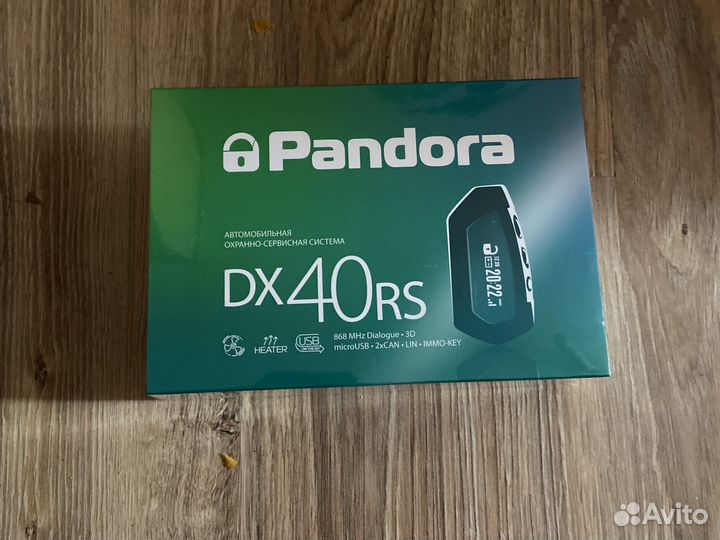 Pandora
АВТОМОБИЛЬНАЯ
ОХРАННО-СЕРВИСНАЯ СИСТЕМА
DX40RS
HEATER
USB
868 MHz Dialogue • 3D
microUSB • 2xCAN • LIN • IMMO-KEY
20:22
Avito